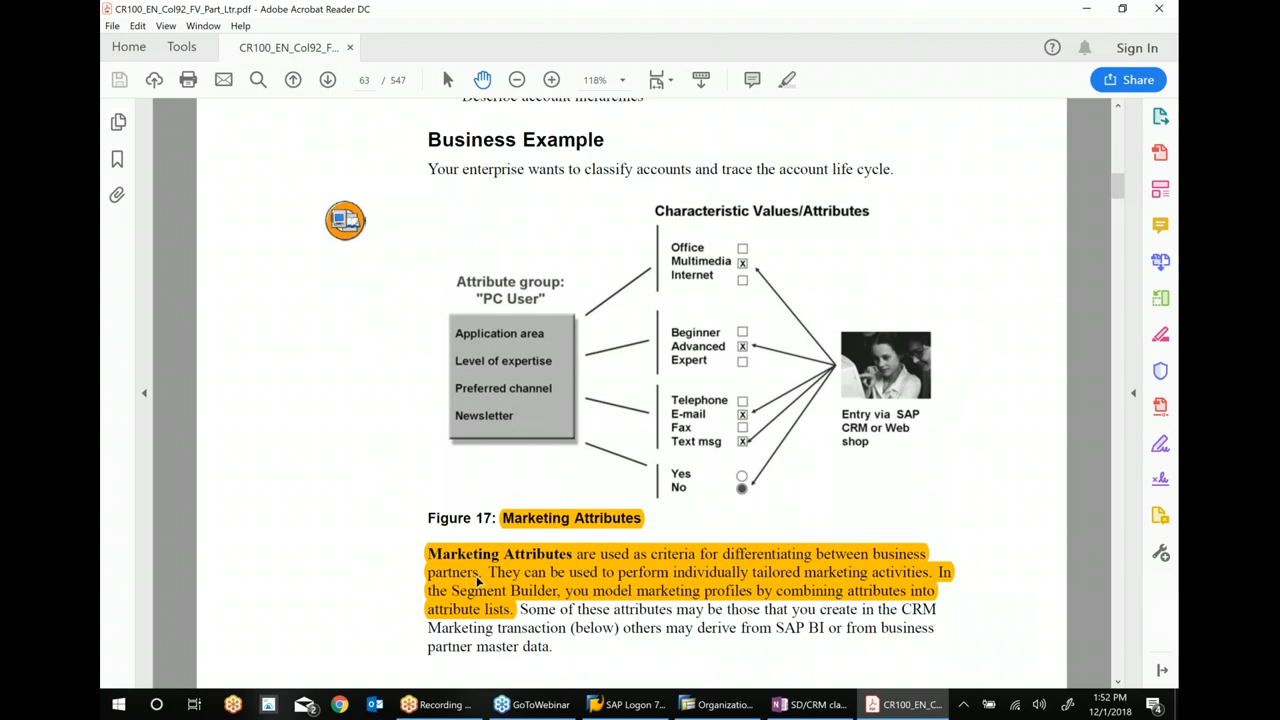 CR100_EN_Col92_FV_Part_Ltr.pdf - Adobe Acrobat Reader DC
File Edit View Window Help
Home Tools CR100_EN_Col92_F... × Sign In
63 / 547 118% Share
Describe account hierarchies
Business Example
Your enterprise wants to classify accounts and trace the account life cycle.
Characteristic Values/Attributes
Office
Multimedia X
Internet
Attribute group:
"PC User"
Application area
Level of expertise
Preferred channel
Newsletter
Beginner
Advanced X
Expert
Telephone
E-mail X
Fax
Text msg X
Yes
No
Entry via SAP
CRM or Web
shop
Figure 17: Marketing Attributes
Marketing Attributes are used as criteria for differentiating between business
partners. They can be used to perform individually tailored marketing activities. In
the Segment Builder, you model marketing profiles by combining attributes into
attribute lists. Some of these attributes may be those that you create in the CRM
Marketing transaction (below) others may derive from SAP BI or from business
partner master data.
2 Recording ... GoToWebinar SAP Logon 7... Organizatio... SD/CRM cla... CR100_EN_C... 1:52 PM
12/1/2018 4